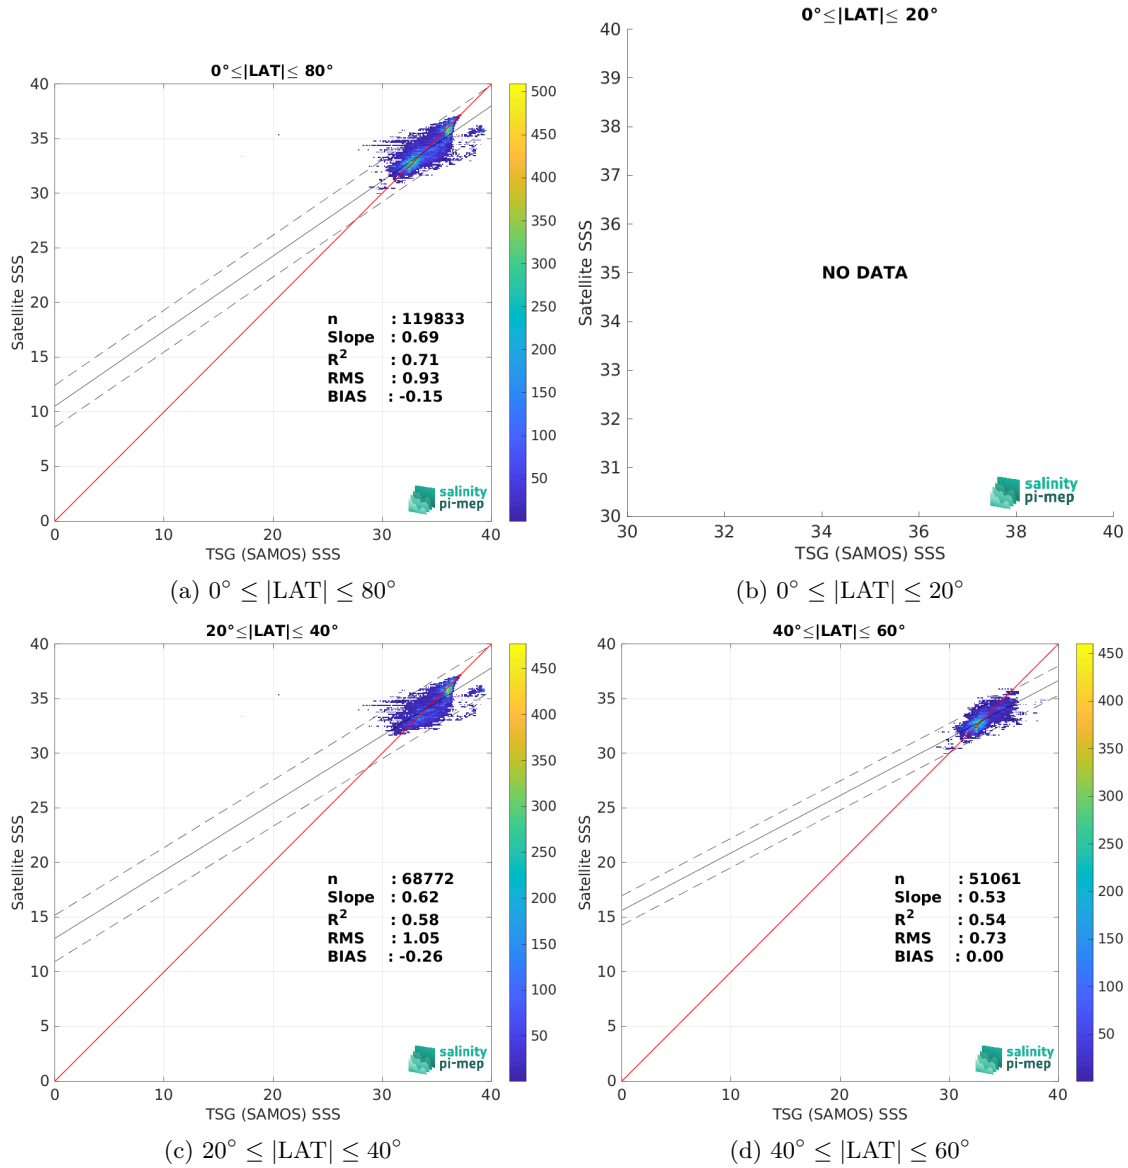 0°≤|LAT|≤ 80°
40
35
30
25
20
15
10
5
0
Satellite SSS
0
10
20
30
40
TSG (SAMOS) SSS
500
450
400
350
300
250
200
150
100
50
n : 119833
Slope : 0.69
R² : 0.71
RMS : 0.93
BIAS : -0.15
salinity
pi-mep
(a) 0° ≤ |LAT| ≤ 80°
0°≤|LAT|≤ 20°
40
39
38
37
36
35
34
33
32
31
30
Satellite SSS
NO DATA
30
32
34
36
38
40
TSG (SAMOS) SSS
salinity
pi-mep
(b) 0° ≤ |LAT| ≤ 20°
20°≤|LAT|≤ 40°
40
35
30
25
20
15
10
5
0
Satellite SSS
0
10
20
30
40
TSG (SAMOS) SSS
450
400
350
300
250
200
150
100
50
n : 68772
Slope : 0.62
R² : 0.58
RMS : 1.05
BIAS : -0.26
salinity
pi-mep
(c) 20° ≤ |LAT| ≤ 40°
40°≤|LAT|≤ 60°
40
35
30
25
20
15
10
5
0
Satellite SSS
0
10
20
30
40
TSG (SAMOS) SSS
450
400
350
300
250
200
150
100
50
n : 51061
Slope : 0.53
R² : 0.54
RMS : 0.73
BIAS : 0.00
salinity
pi-mep
(d) 40° ≤ |LAT| ≤ 60°